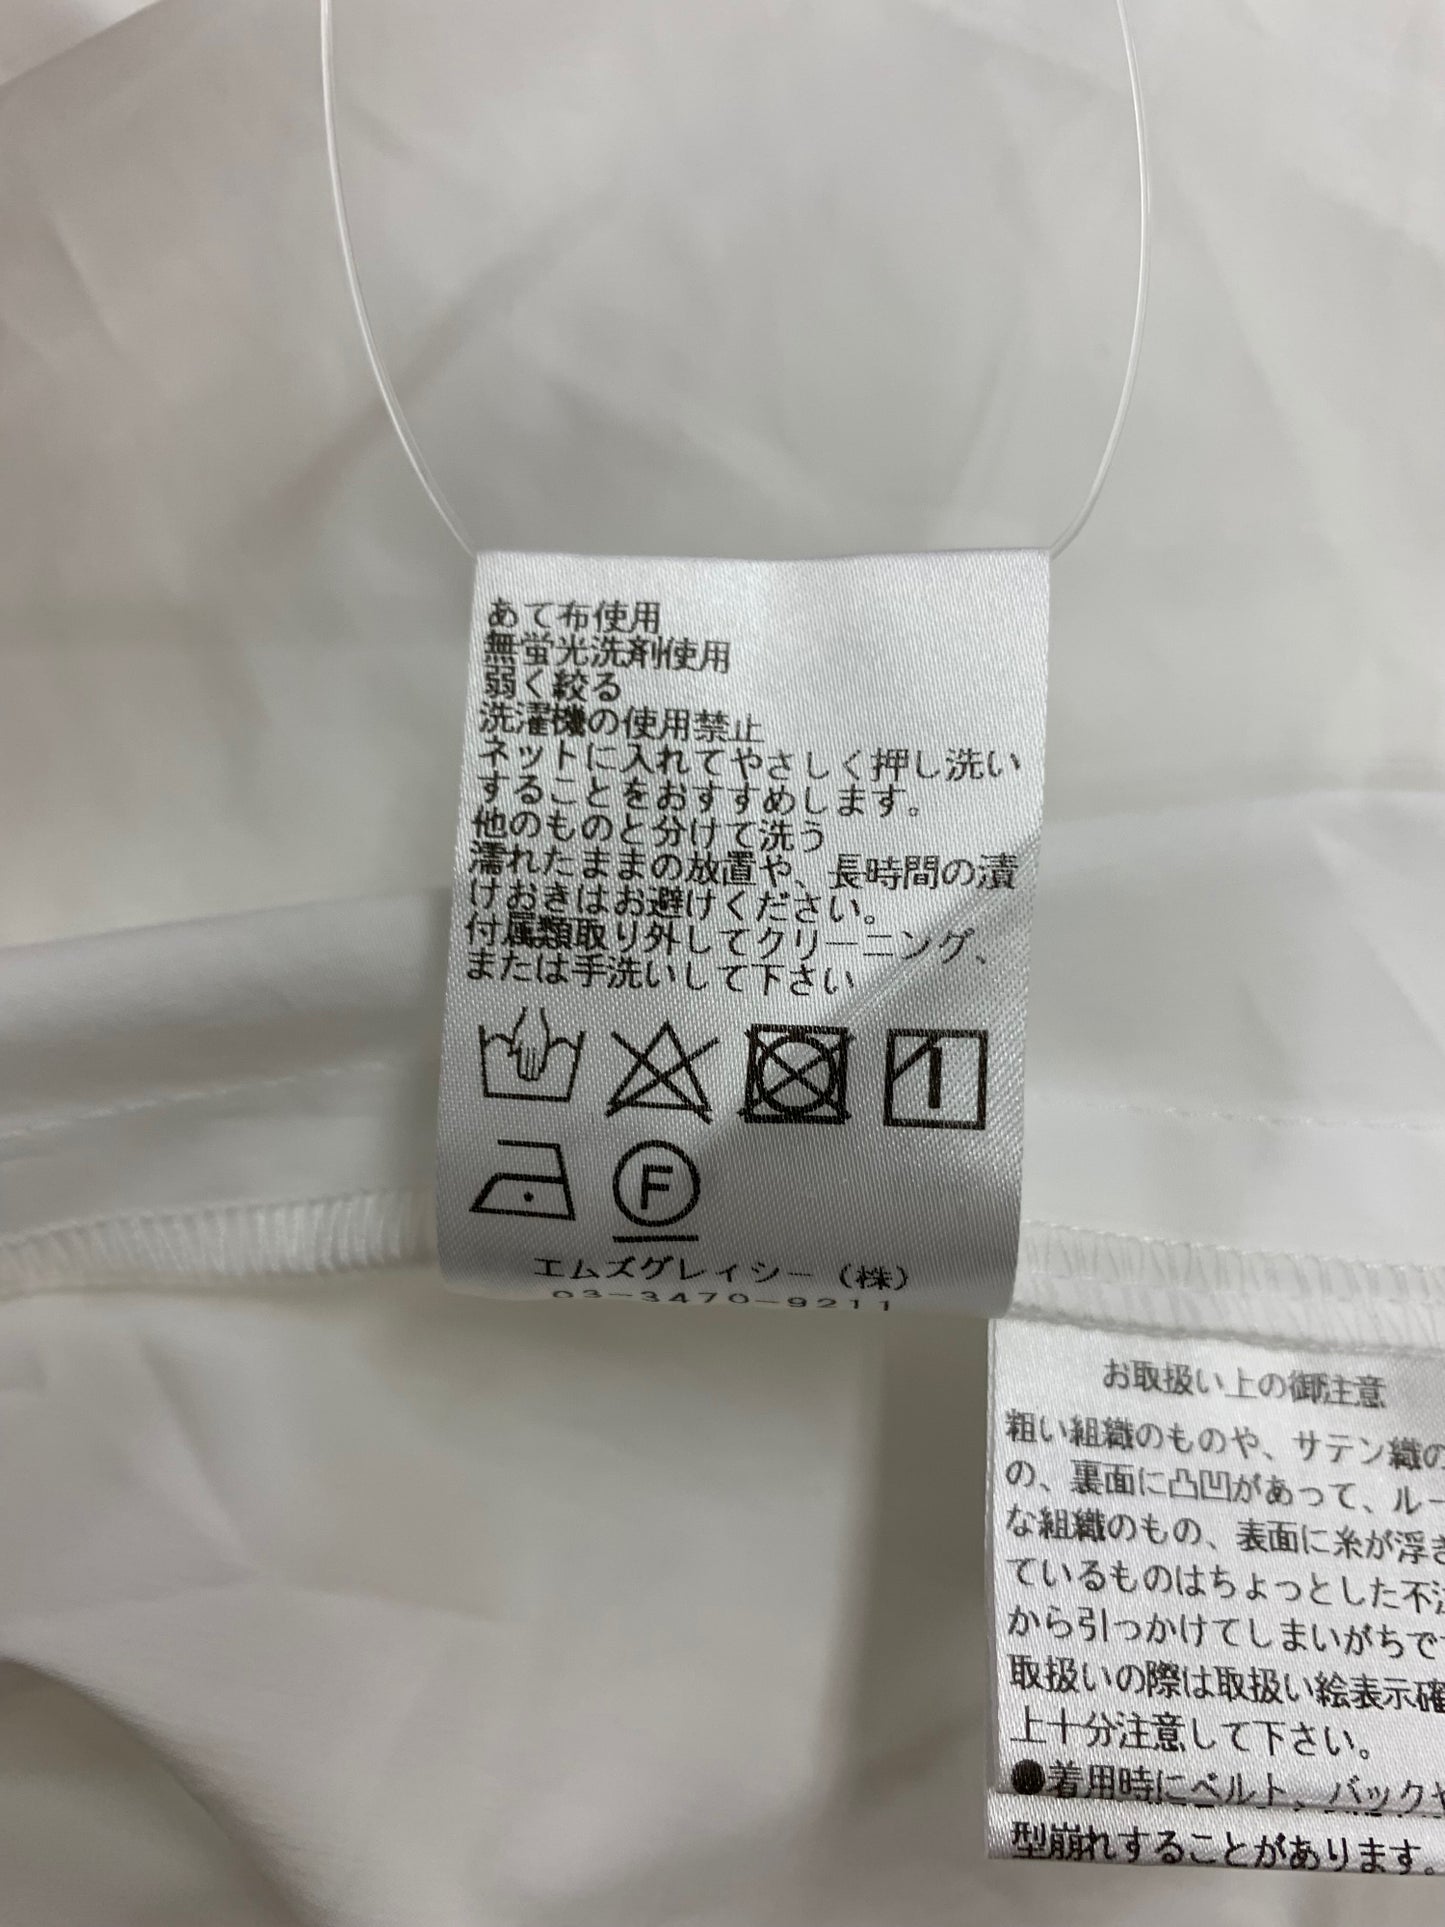 あて布使用
無蛍光洗剤使用
弱く絞る
洗濯機の使用禁止
ネットに入れてやさしく押し洗い
することをおすすめします。
他のものと分けて洗う
濡れたままの放置や、長時間の漬
けおきはお避けください。
付属類取り外してクリーニング、
または手洗いして下さい
F
エムズグレイシー（株）
03-3470-9211
お取扱い上の御注意
粗い組織のものや、サテン織の
の、裏面に凸凹があって、ルー
な組織のもの、表面に糸が浮き
ているものはちょっとした不注
から引っかけてしまいがちです
取扱いの際は取扱い絵表示確
上十分注意して下さい。
●着用時にベルト、バックや
型崩れすることがあります。